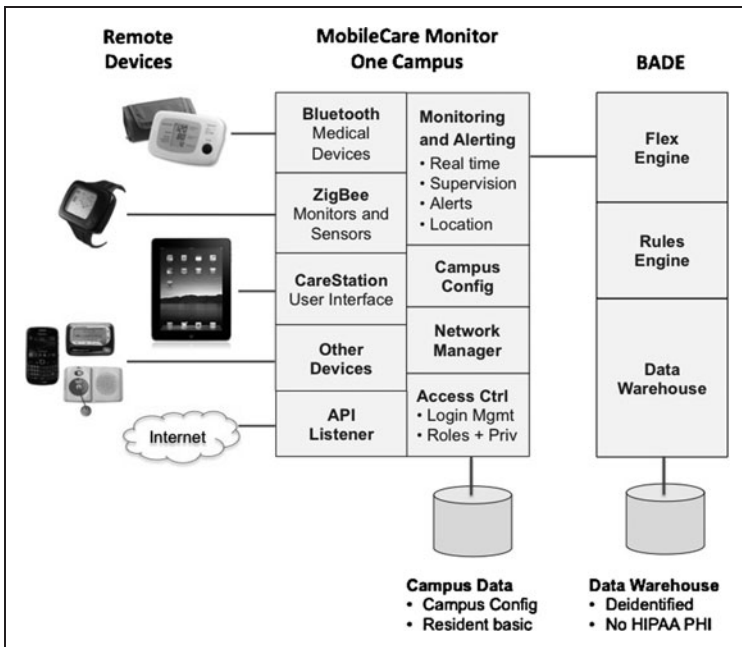 Remote
Devices
MobileCare Monitor
One Campus
BADE
Bluetooth
Medical
Devices
ZigBee
Monitors and
Sensors
CareStation
User Interface
Other
Devices
API
Listener
Internet
Monitoring
and Alerting
• Real time
• Supervision
• Alerts
• Location
Campus
Config
Network
Manager
Access Ctrl
• Login Mgmt
• Roles + Priv
Flex
Engine
Rules
Engine
Data
Warehouse
Campus Data
• Campus Config
• Resident basic
Data Warehouse
• Deidentified
• No HIPAA PHI